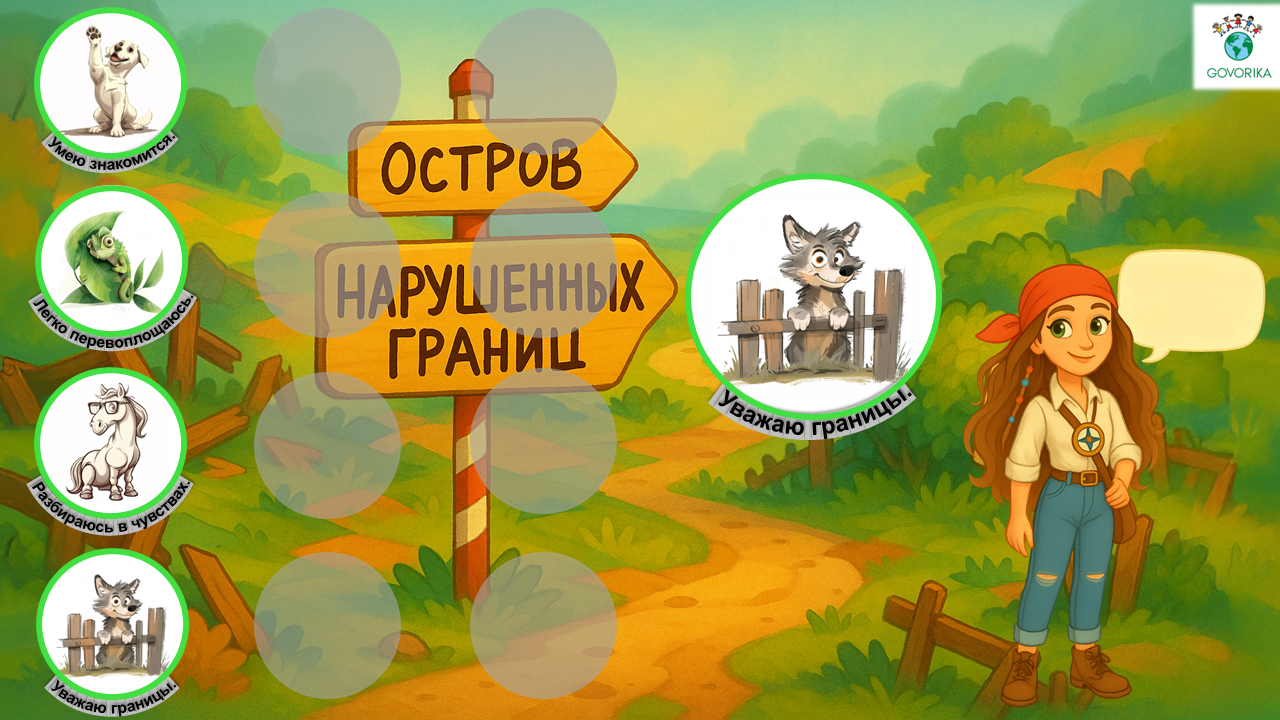 Умею знакомится.
Легко перевоплощаюсь.
Разбираюсь в чувствах.
Уважаю границы.
ОСТРОВ
НАРУШЕННЫХ
ГРАНИЦ
Уважаю границы.
GOVORIKA